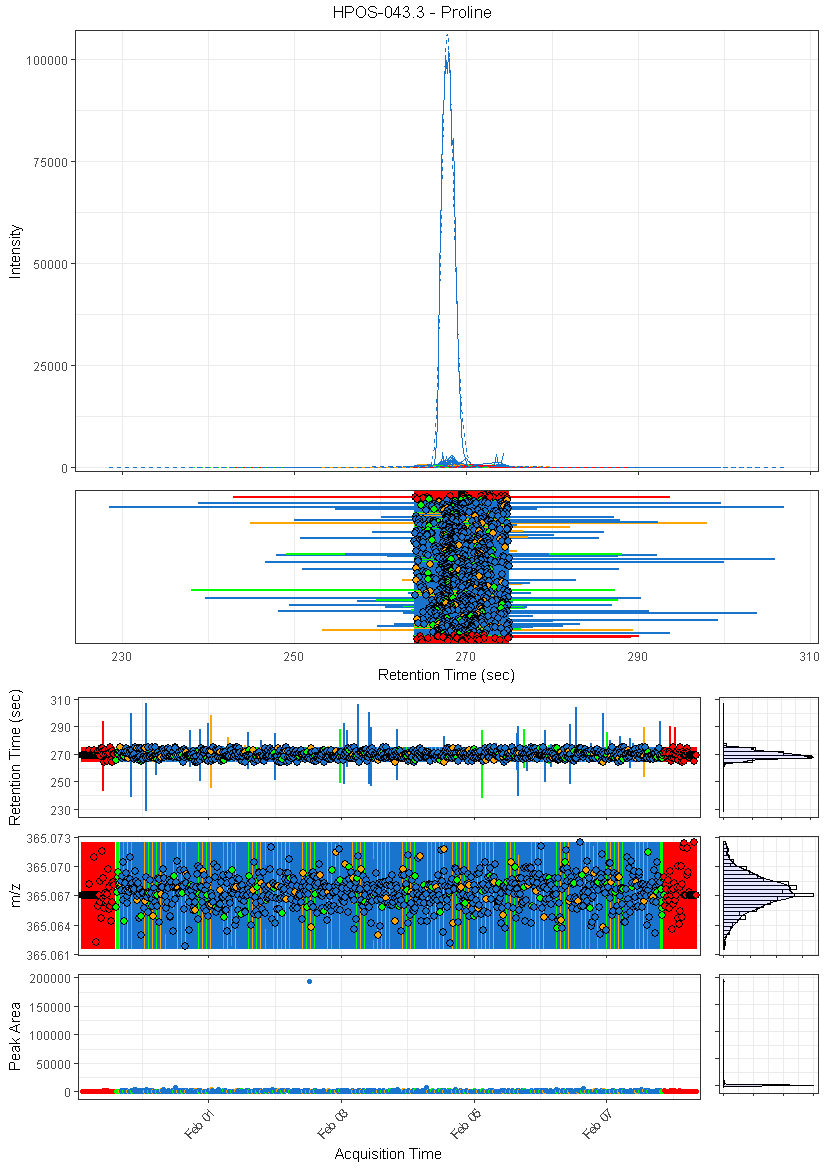 HPOS-043.3 - Proline
100000
75000
50000
25000
0
Intensity
230
250
270
290
310
Retention Time (sec)
310
290
270
250
230
Retention Time (sec)
365.073
365.070
365.067
365.064
365.061
m/z
200000
150000
100000
50000
0
Peak Area
Feb 01
Feb 03
Feb 05
Feb 07
Acquisition Time